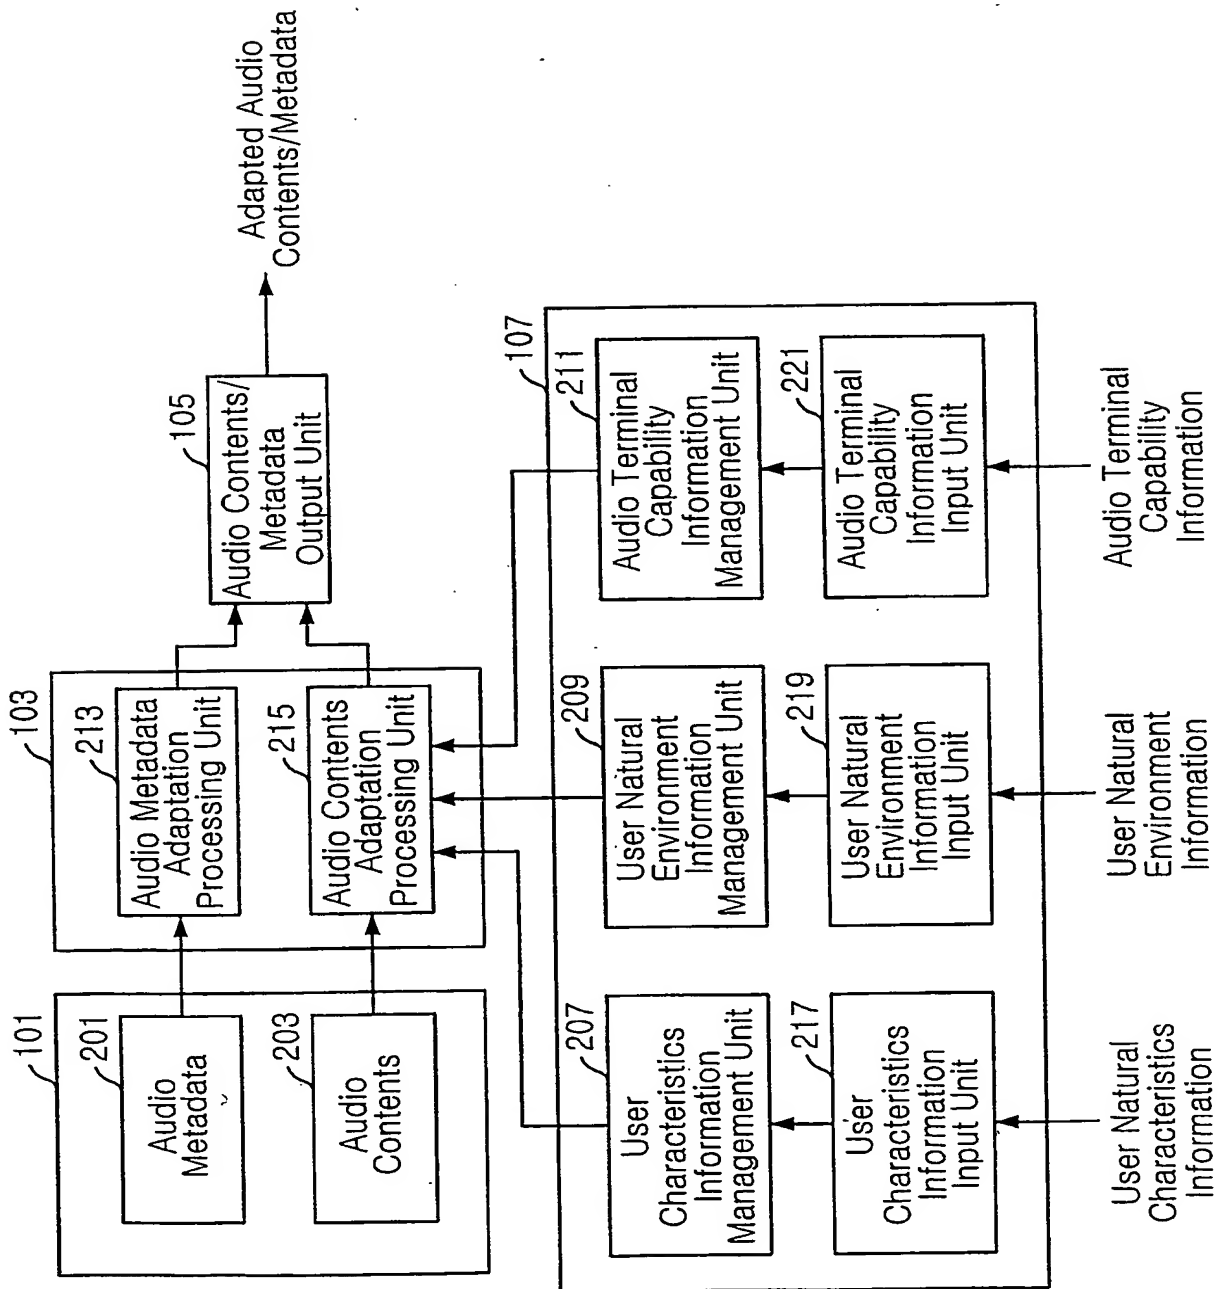 101
201
Audio
Metadata
203
Audio
Contents
103
213
Audio Metadata
Adaptation
Processing Unit
215
Audio Contents
Adaptation
Processing Unit
105
Audio Contents/
Metadata
Output Unit
Adapted Audio
Contents/Metadata
107
207
User
Characteristics
Information
Management Unit
209
User Natural
Environment
Information
Management Unit
211
Audio Terminal
Capability
Information
Management Unit
217
User
Characteristics
Information
Input Unit
219
User Natural
Environment
Information
Input Unit
221
Audio Terminal
Capability
Information
Input Unit
User Natural
Characteristics
Information
User Natural
Environment
Information
Audio Terminal
Capability
Information